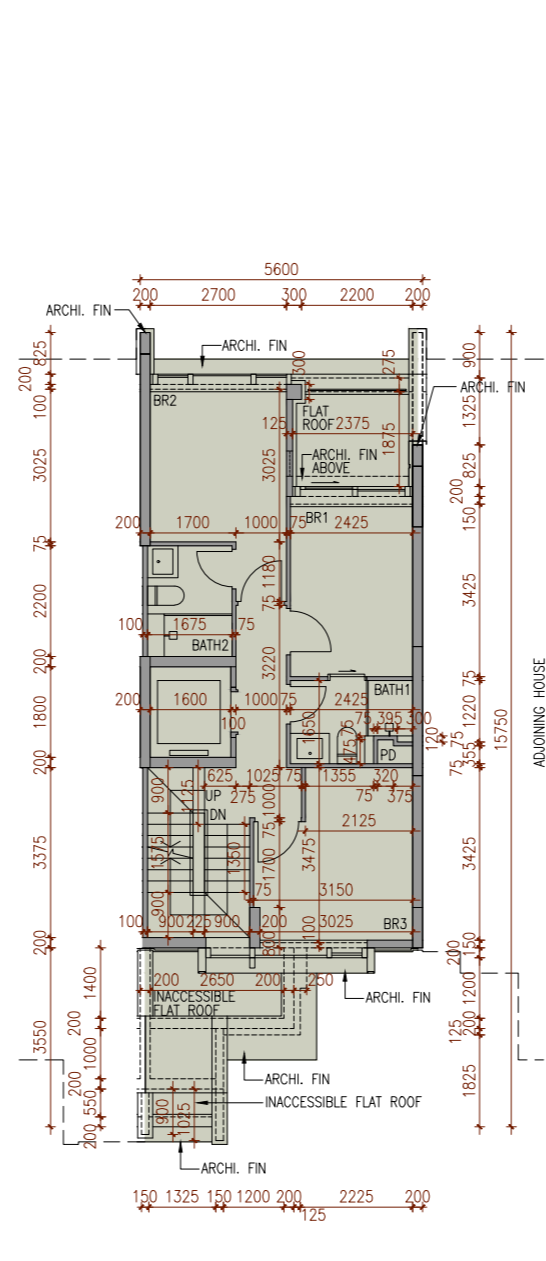 5600
200 2700 300 2200 200
ARCHI. FIN
825
ARCHI. FIN
900
275
300
200
ARCHI. FIN
100
BR2
1325
FLAT
ROOF
2375
125
1875
ARCHI. FIN
ABOVE
3025
3025
825
200
150
BR1
200 1700 1000 75 2425
75
3425
1180
2200
75
100 1675 75
BATH2
3220
200
75
BATH1
200 1600 1000 75 2425
1220
1800
100
1650
75 395 300
75
120
75
475
PD
355
15750
ADJOINING HOUSE
200
75
900
1125
625 1025 75 1355 320
UP
275
1000
75 375
DN
75
2125
3375
1575
1350
1700
3475
3425
75 3150
900
100 900 225 900 200 3025
BR3
100
800
200
150
200
1400
200 2650 200 250
1200
INACCESSIBLE
FLAT ROOF
ARCHI. FIN
200
200
125
3550
1000
ARCHI. FIN
200
1825
550
900
1025
INACCESSIBLE FLAT ROOF
200
ARCHI. FIN
150 1325 150 1200 200 2225 200
125